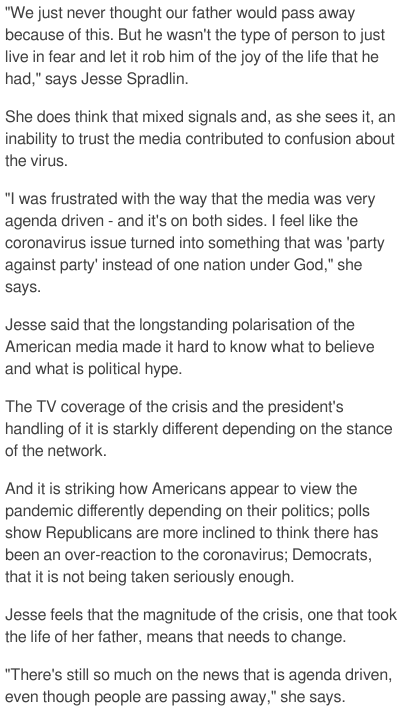 "We just never thought our father would pass away
because of this. But he wasn't the type of person to just
live in fear and let it rob him of the joy of the life that he
had," says Jesse Spradlin.
She does think that mixed signals and, as she sees it, an
inability to trust the media contributed to confusion about
the virus.
"I was frustrated with the way that the media was very
agenda driven - and it's on both sides. I feel like the
coronavirus issue turned into something that was 'party
against party' instead of one nation under God," she
says.
Jesse said that the longstanding polarisation of the
American media made it hard to know what to believe
and what is political hype.
The TV coverage of the crisis and the president's
handling of it is starkly different depending on the stance
of the network.
And it is striking how Americans appear to view the
pandemic differently depending on their politics; polls
show Republicans are more inclined to think there has
been an over-reaction to the coronavirus; Democrats,
that it is not being taken seriously enough.
Jesse feels that the magnitude of the crisis, one that took
the life of her father, means that needs to change.
"There's still so much on the news that is agenda driven,
even though people are passing away," she says.